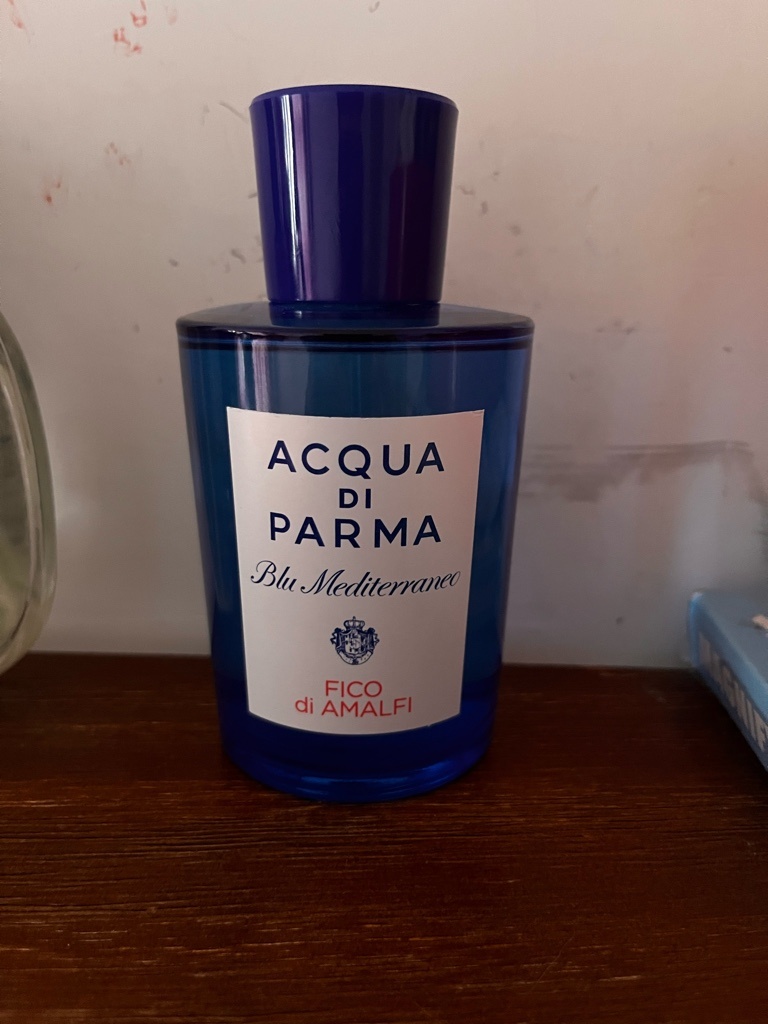 ACQUA
DI
PARMA
Blu Mediterraneo
FICO
di AMALFI